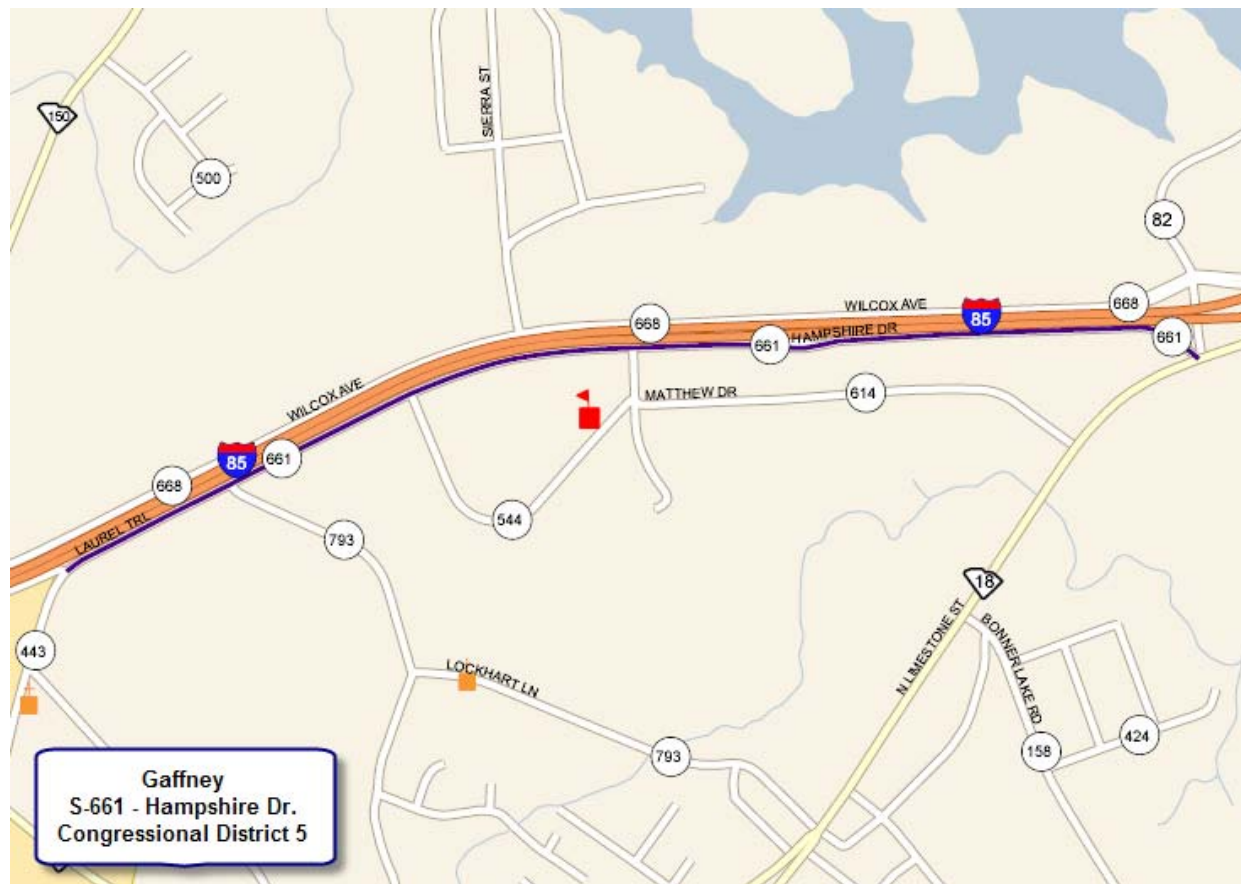 150
500
SIERRA ST
82
WILCOX AVE
668
85
668
HAMPSHIRE DR
661
661
MATTHEW DR
614
WILCOX AVE
85
661
668
LAUREL TRL
544
793
18
N LIMESTONE ST
BONNER LAKE RD
443
LOCKHART LN
793
158
424
Gaffney
S-661 - Hampshire Dr.
Congressional District 5